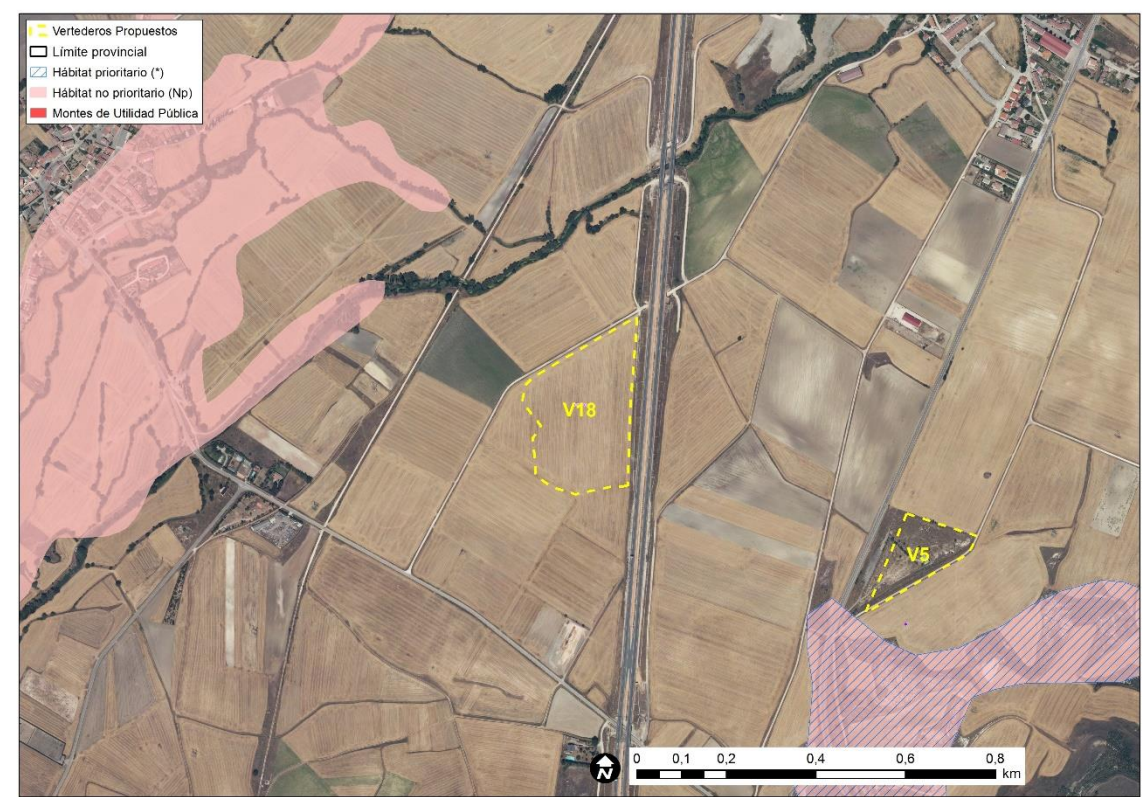 Vertederos Propuestos
Límite provincial
Hábitat prioritario (*)
Hábitat no prioritario (Np)
Montes de Utilidad Pública
V18
V5
N
0 0,1 0,2 0,4 0,6 0,8
km